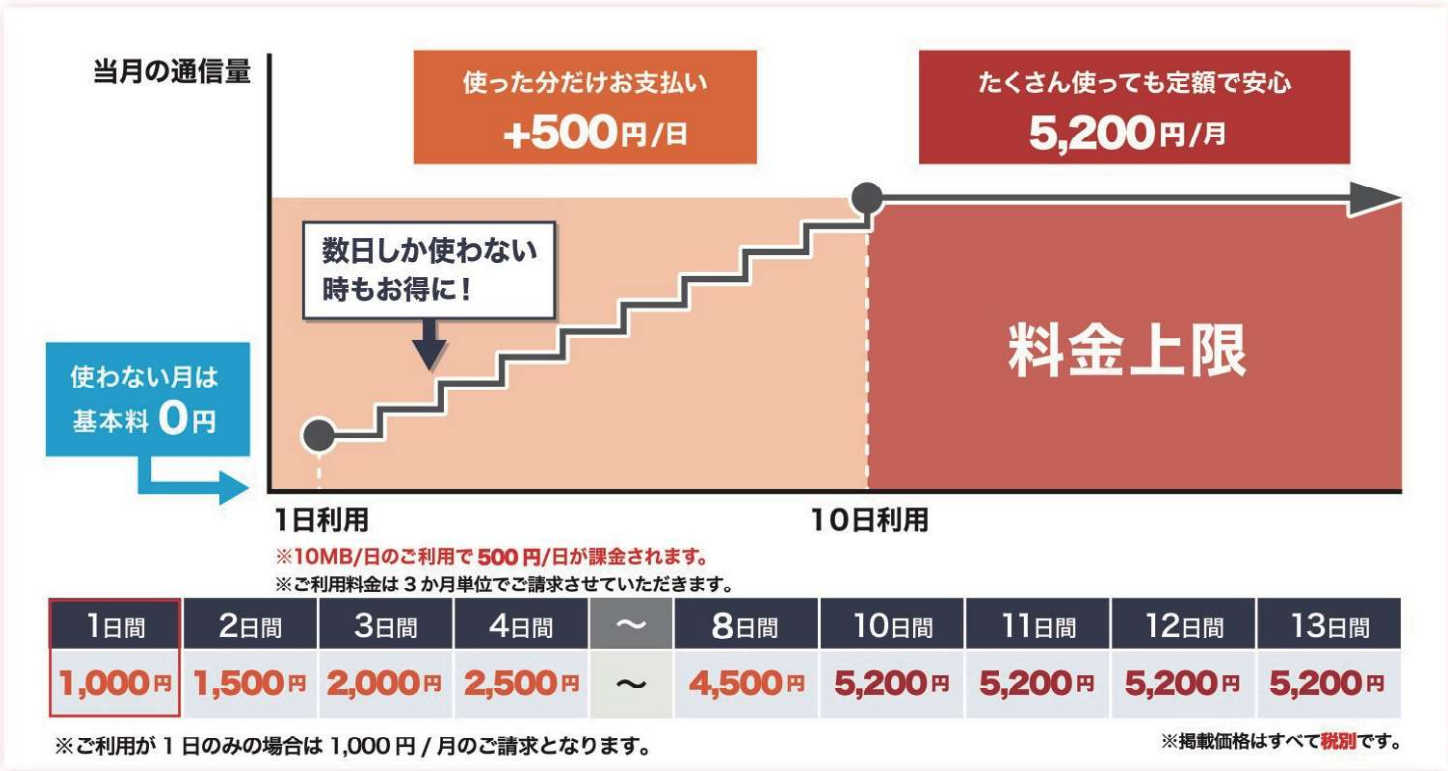 当月の通信量
使った分だけお支払い
+500円/日
たくさん使っても定額で安心
5,200円/月
数日しか使わない
時もお得に!
料金上限
使わない月は
基本料0円
1日利用
10日利用
※10MB/日のご利用で500円/日が課金されます。
※ご利用料金は3か月単位でご請求させていただきます。
1日間 2日間 3日間 4日間 〜 8日間 10日間 11日間 12日間 13日間
1,000円 1,500円 2,000円 2,500円 〜 4,500円 5,200円 5,200円 5,200円 5,200円
※ご利用が1日のみの場合は1,000円/月のご請求となります。
※掲載価格はすべて税別です。